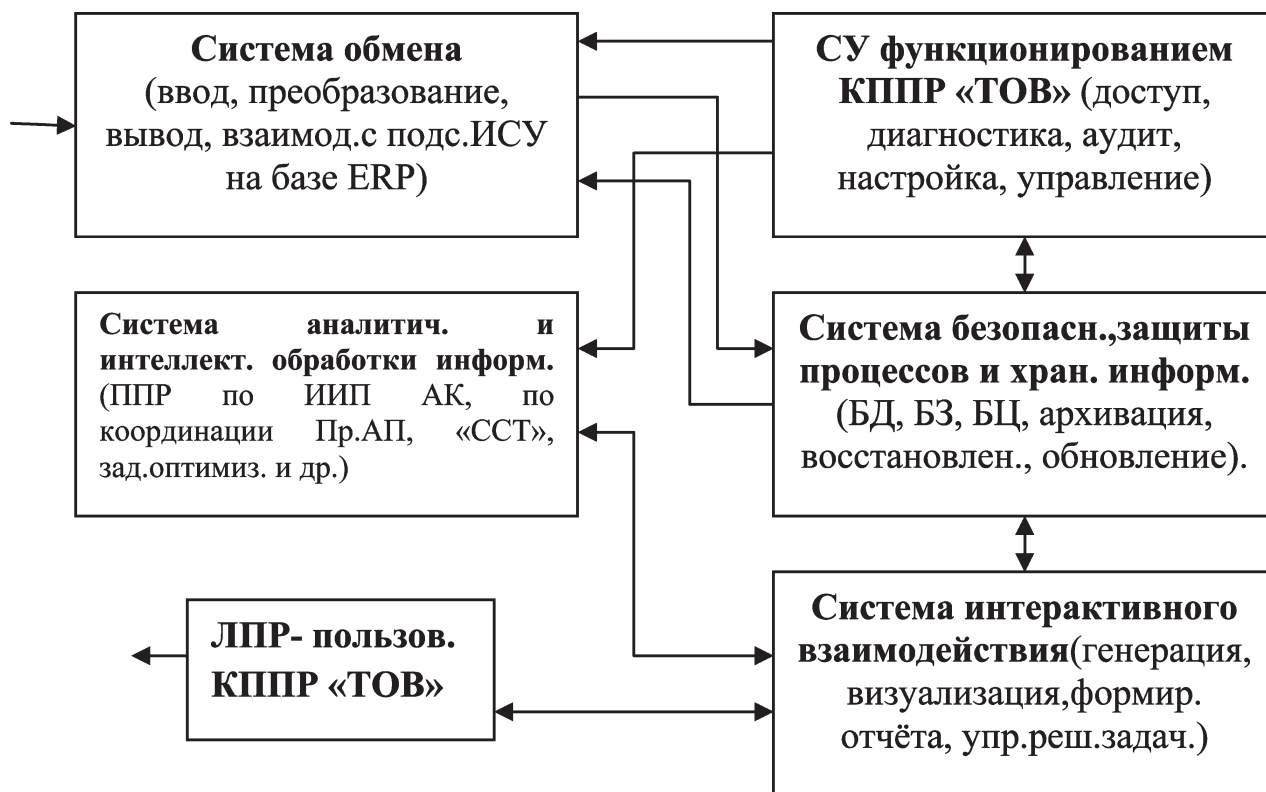 Система обмена
(ввод, преобразование,
вывод, взаимод.с подс.ИСУ
на базе ERP)
СУ функционированием
КППР «ТОВ» (доступ,
диагностика, аудит,
настройка, управление)
Система аналитич. и
интеллект. обработки информ.
(ППР по ИИП АК, по
координации Пр.АП, «ССТ»,
зад.оптимиз. и др.)
Система безопасн.,защиты
процессов и хран. информ.
(БД, БЗ, БЦ, архивация,
восстановлен., обновление).
ЛПР- пользов.
КППР «ТОВ»
Система интерактивного
взаимодействия(генерация,
визуализация,формир.
отчёта, упр.реш.задач.)